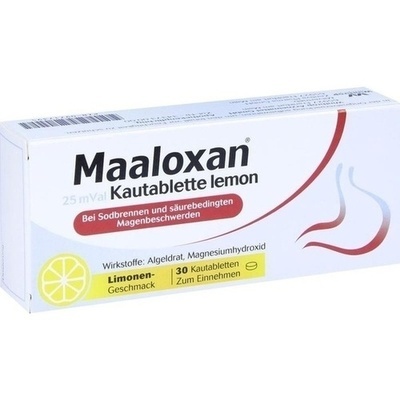 Maaloxan®
25 mVal
Kautablette lemon
Bei Sodbrennen und säurebedingten
Magenbeschwerden
Wirkstoffe: Algeldrat, Magnesiumhydroxid
Limonen-
Geschmack
30 Kautabletten
Zum Einnehmen